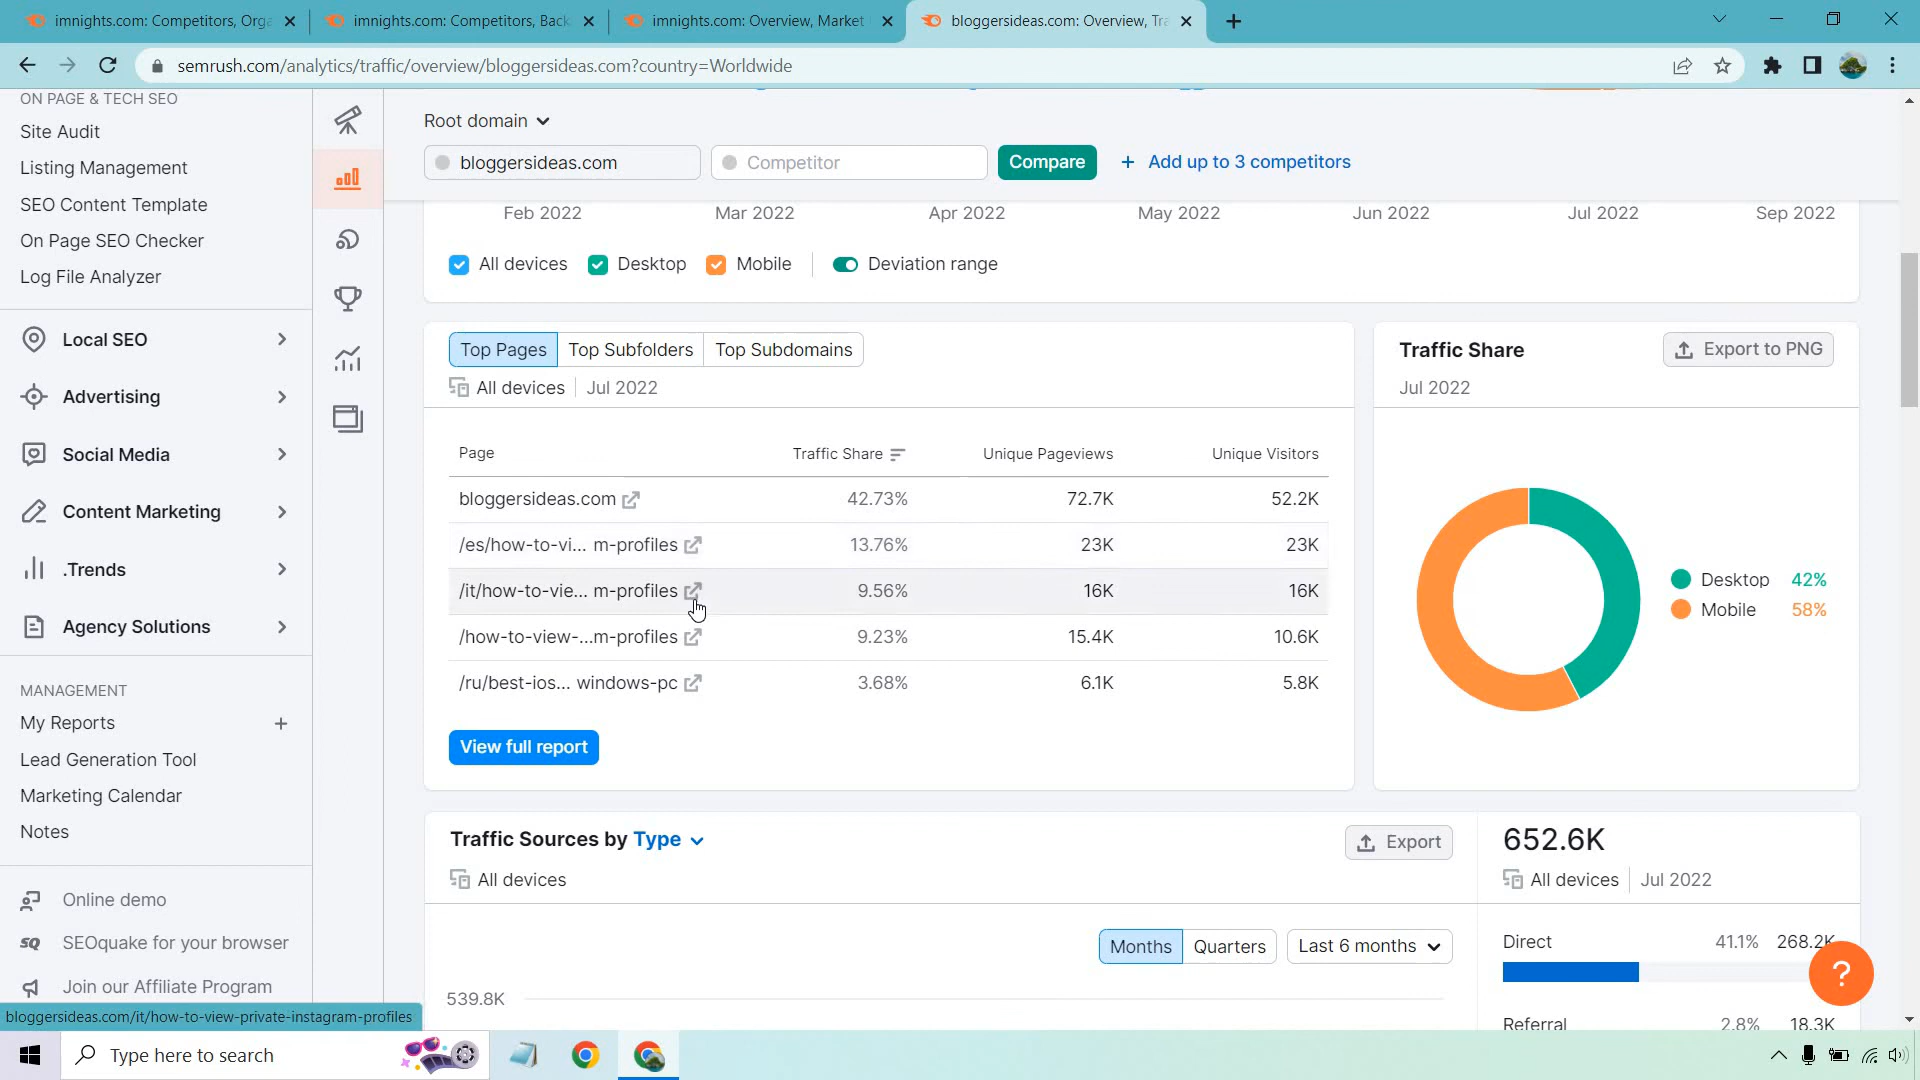 imnights.com: Competitors, Orga
imnights.com: Competitors, Back
imnights.com: Overview, Market
bloggersideas.com: Overview, Tra
semrush.com/analytics/traffic/overview/bloggersideas.com?country=Worldwide
ON PAGE & TECH SEO
Site Audit
Listing Management
SEO Content Template
On Page SEO Checker
Log File Analyzer
Local SEO
Advertising
Social Media
Content Marketing
.Trends
Agency Solutions
MANAGEMENT
My Reports +
Lead Generation Tool
Marketing Calendar
Notes
Online demo
SEOquake for your browser
Join our Affiliate Program
Root domain
bloggersideas.com
Competitor
Compare
+ Add up to 3 competitors
Feb 2022 Mar 2022 Apr 2022 May 2022 Jun 2022 Jul 2022 Sep 2022
All devices Desktop Mobile Deviation range
Top Pages Top Subfolders Top Subdomains
All devices Jul 2022
Page Traffic Share Unique Pageviews Unique Visitors
bloggersideas.com 42.73% 72.7K 52.2K
/es/how-to-vi... m-profiles 13.76% 23K 23K
/it/how-to-vie... m-profiles 9.56% 16K 16K
/how-to-view-...m-profiles 9.23% 15.4K 10.6K
/ru/best-ios... windows-pc 3.68% 6.1K 5.8K
View full report
Traffic Share
Export to PNG
Jul 2022
Desktop 42%
Mobile 58%
Traffic Sources by Type
Export
All devices
Months Quarters Last 6 months
539.8K
652.6K
All devices Jul 2022
Direct 41.1% 268.2K
Referral 2.8% 18.3K
?
bloggersideas.com/it/how-to-view-private-instagram-profiles
Type here to search